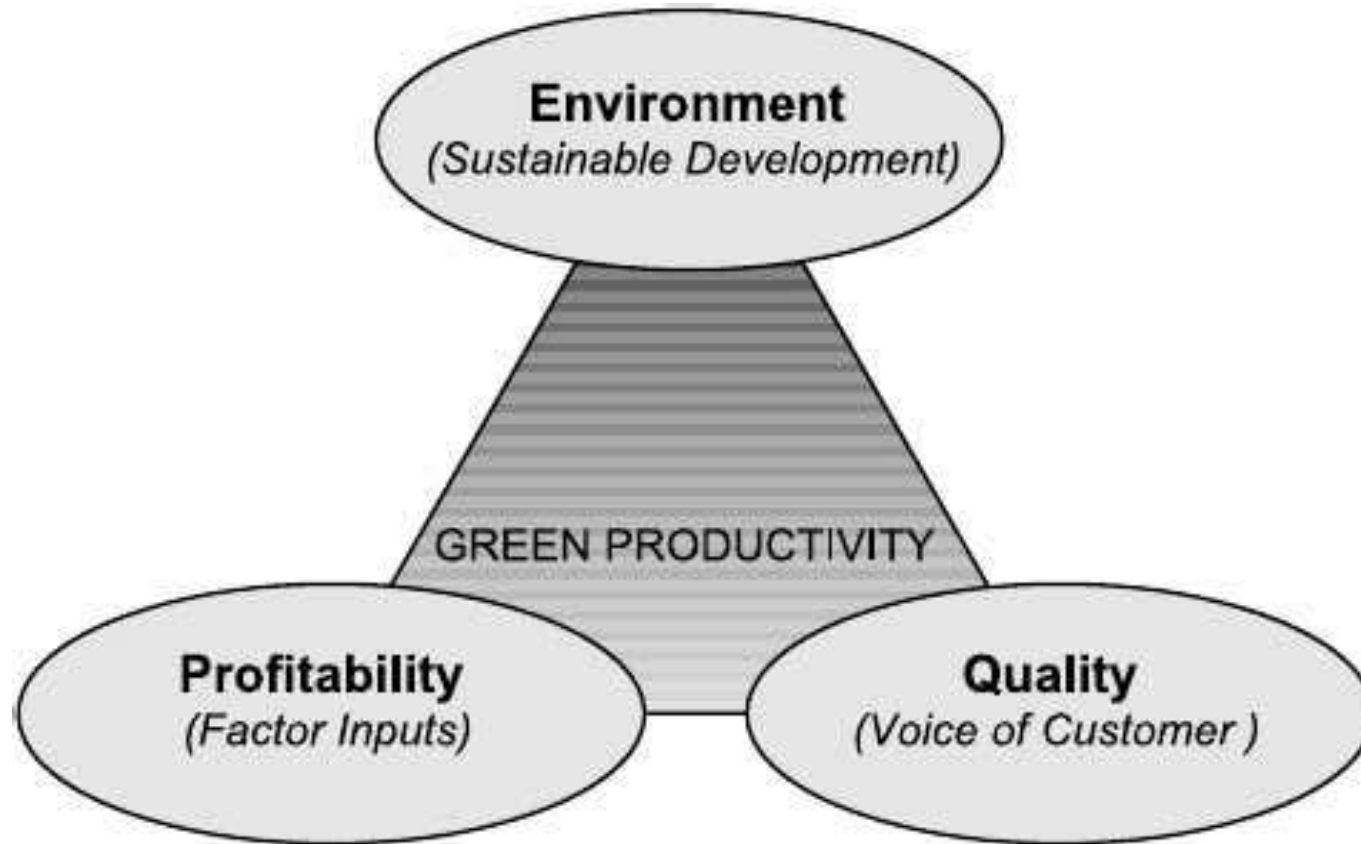 Environment
(Sustainable Development)
GREEN PRODUCTIVITY
Profitability
(Factor Inputs)
Quality
(Voice of Customer )